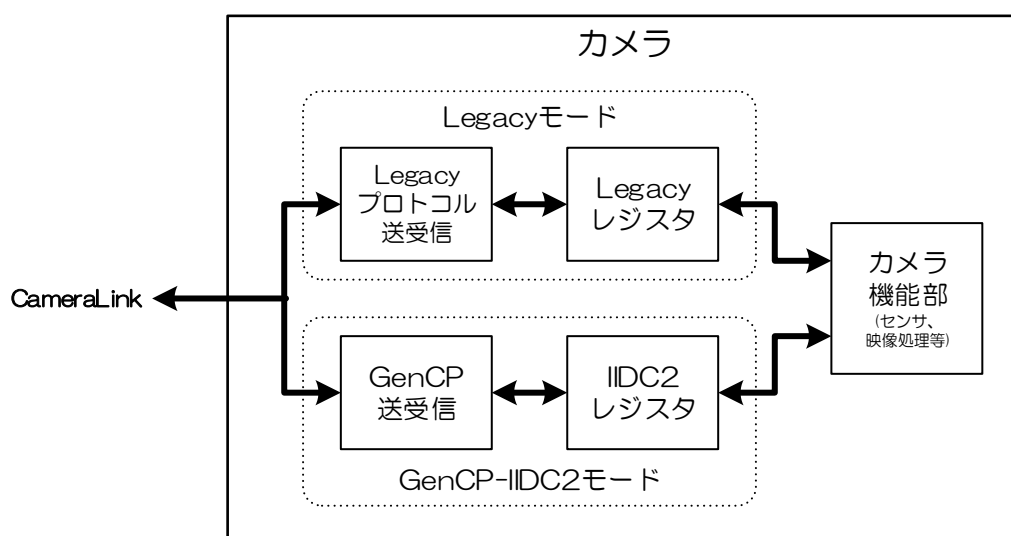 カメラ
Legacyモード
Legacy
プロトコル
送受信
Legacy
レジスタ
カメラ
機能部
(センサ、
映像処理等)
CameraLink
GenCP
送受信
IIDC2
レジスタ
GenCP-IIDC2モード